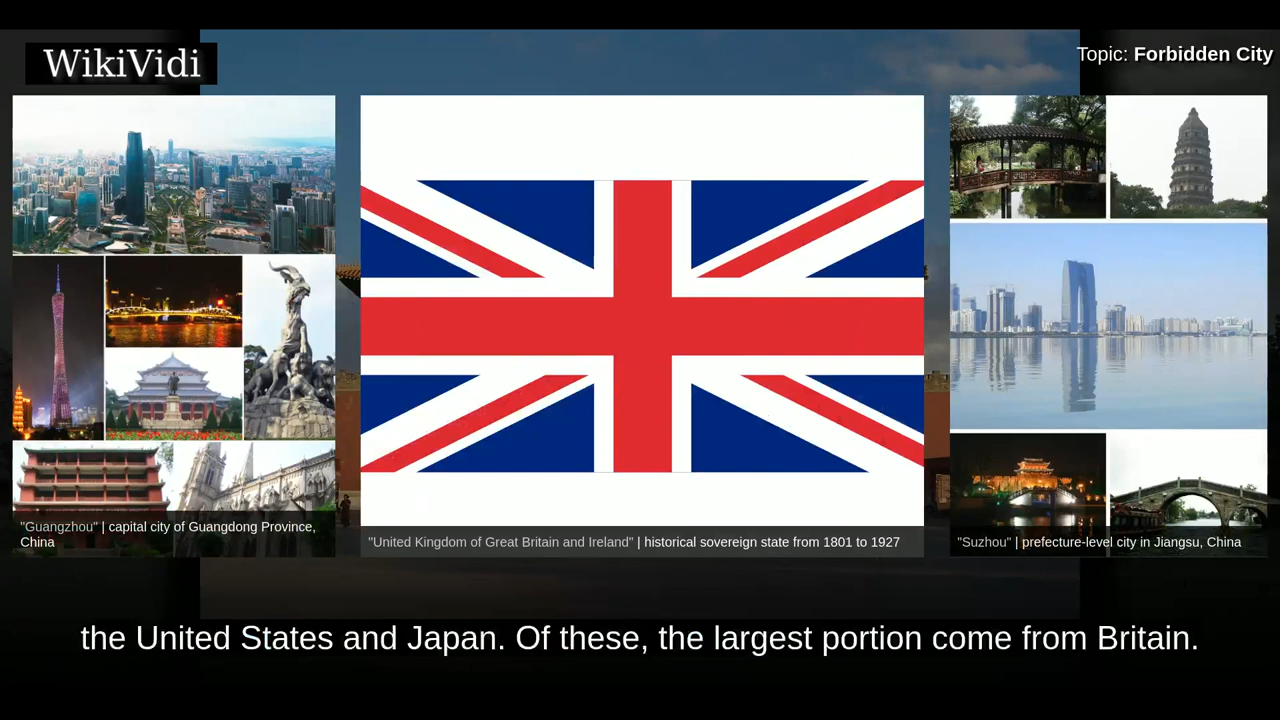 WikiVidi
Topic: Forbidden City
"Guangzhou" | capital city of Guangdong Province,
China
"United Kingdom of Great Britain and Ireland" | historical sovereign state from 1801 to 1927
"Suzhou" | prefecture-level city in Jiangsu, China
the United States and Japan. Of these, the largest portion come from Britain.